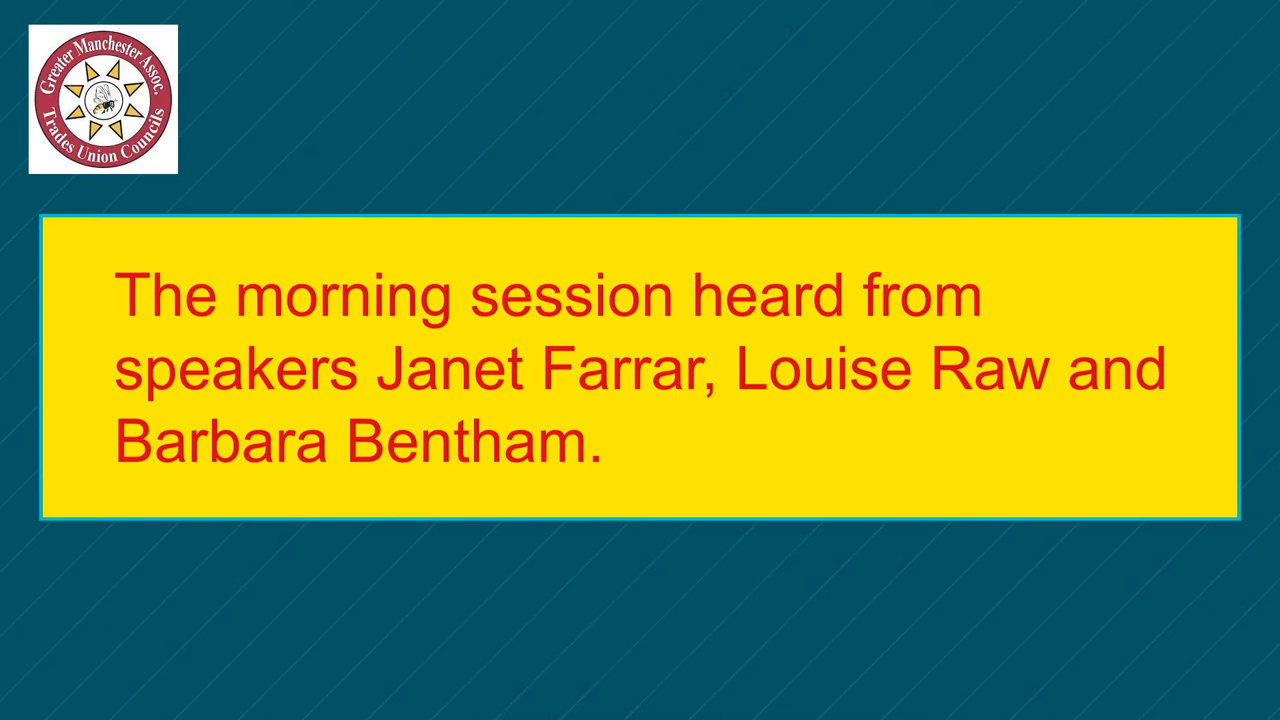 Greater Manchester Assoc.
Trades Union Councils
The morning session heard from
speakers Janet Farrar, Louise Raw and
Barbara Bentham.